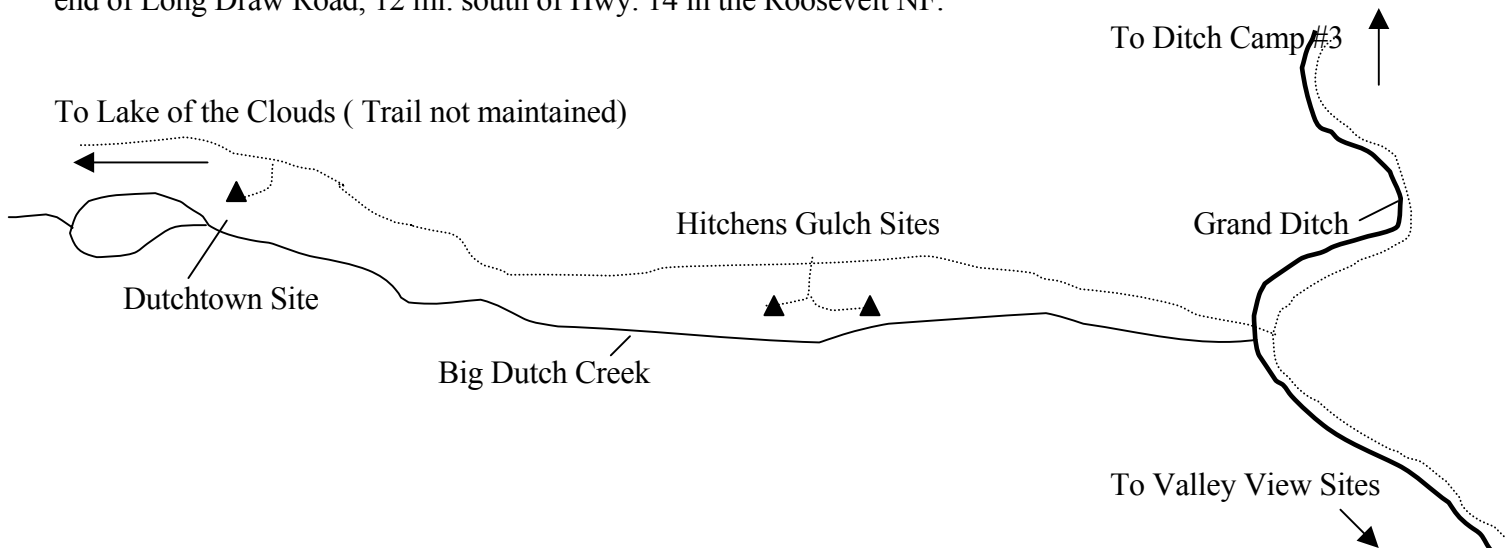 end of Long Draw Road, 12 mi. south of Hwy. 14 in the Roosevelt NF.
To Ditch Camp #3
To Lake of the Clouds ( Trail not maintained)
Hitchens Gulch Sites
Grand Ditch
Dutchtown Site
Big Dutch Creek
To Valley View Sites